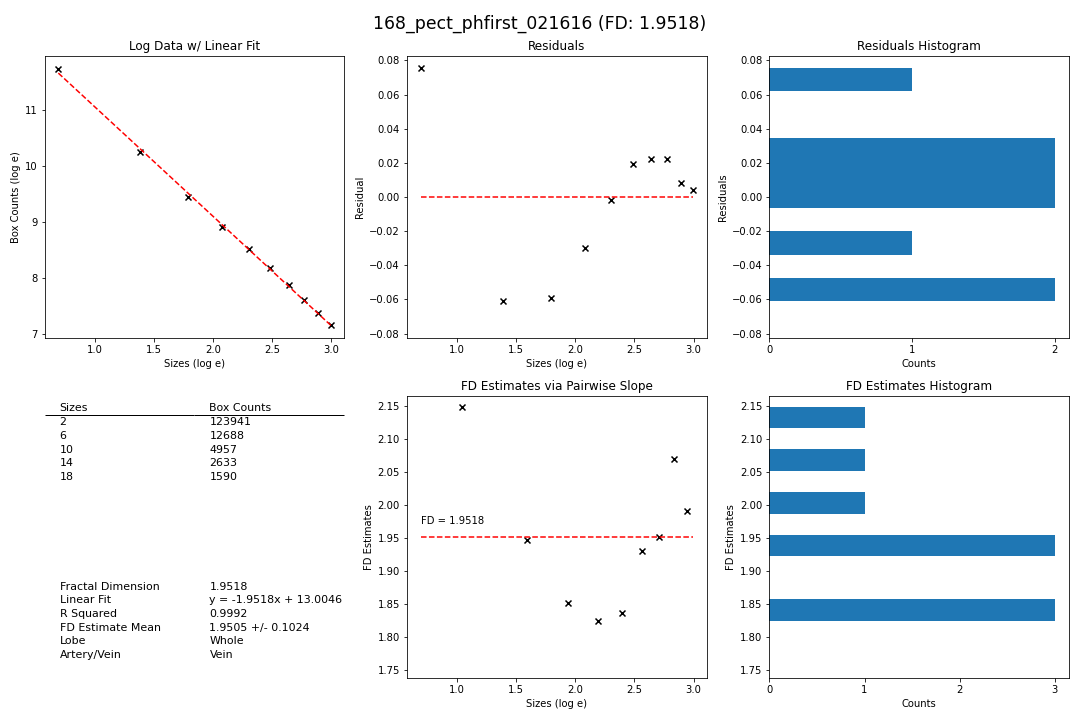 168_pect_phfirst_021616 (FD: 1.9518)
Log Data w/ Linear Fit
Box Counts (log e)
11
10
9
8
7
1.0 1.5 2.0 2.5 3.0
Sizes (log e)
Residuals
Residual
0.08
0.06
0.04
0.02
0.00
−0.02
−0.04
−0.06
−0.08
1.0 1.5 2.0 2.5 3.0
Sizes (log e)
Residuals Histogram
Residuals
0.08
0.06
0.04
0.02
0.00
−0.02
−0.04
−0.06
−0.08
0 1 2
Counts
Sizes Box Counts
2 123941
6 12688
10 4957
14 2633
18 1590
Fractal Dimension 1.9518
Linear Fit y = -1.9518x + 13.0046
R Squared 0.9992
FD Estimate Mean 1.9505 +/- 0.1024
Lobe Whole
Artery/Vein Vein
FD Estimates via Pairwise Slope
FD Estimates
2.15
2.10
2.05
2.00
1.95
1.90
1.85
1.80
1.75
FD = 1.9518
1.0 1.5 2.0 2.5 3.0
Sizes (log e)
FD Estimates Histogram
FD Estimates
2.15
2.10
2.05
2.00
1.95
1.90
1.85
1.80
1.75
0 1 2 3
Counts